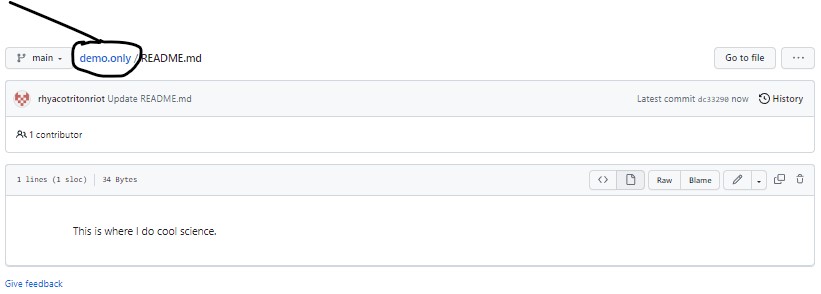 main demo.only / README.md Go to file ...
rhyacotritonriot Update README.md Latest commit dc33290 now History
1 contributor
1 lines (1 sloc) 34 Bytes Raw Blame
This is where I do cool science.
Give feedback